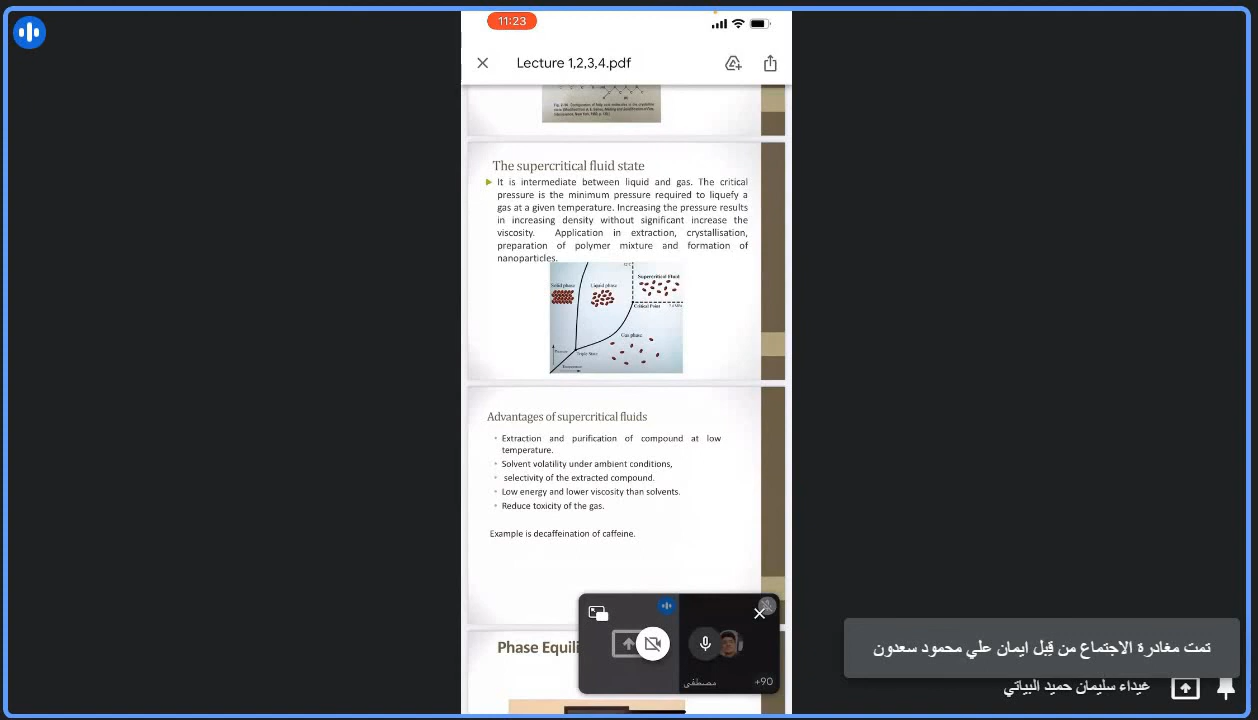 11:23
Lecture 1,2,3,4.pdf
The supercritical fluid state
It is intermediate between liquid and gas. The critical
pressure is the minimum pressure required to liquefy a
gas at a given temperature. Increasing the pressure results
in increasing density without significant increase the
viscosity. Application in extraction, crystallisation,
preparation of polymer mixture and formation of
nanoparticles.
Solid phase
Liquid phase
Supercritical fluid
Critical Point
Gas phase
Triple State
Advantages of supercritical fluids
Extraction and purification of compound at low
temperature.
Solvent volatility under ambient conditions,
selectivity of the extracted compound.
Low energy and lower viscosity than solvents.
Reduce toxicity of the gas.
Example is decaffeination of caffeine.
Phase Equili
مصطفى
+90
تمت مغادرة الاجتماع من قِبل ايمان علي محمود سعدون
غيداء سليمان حميد البياتي